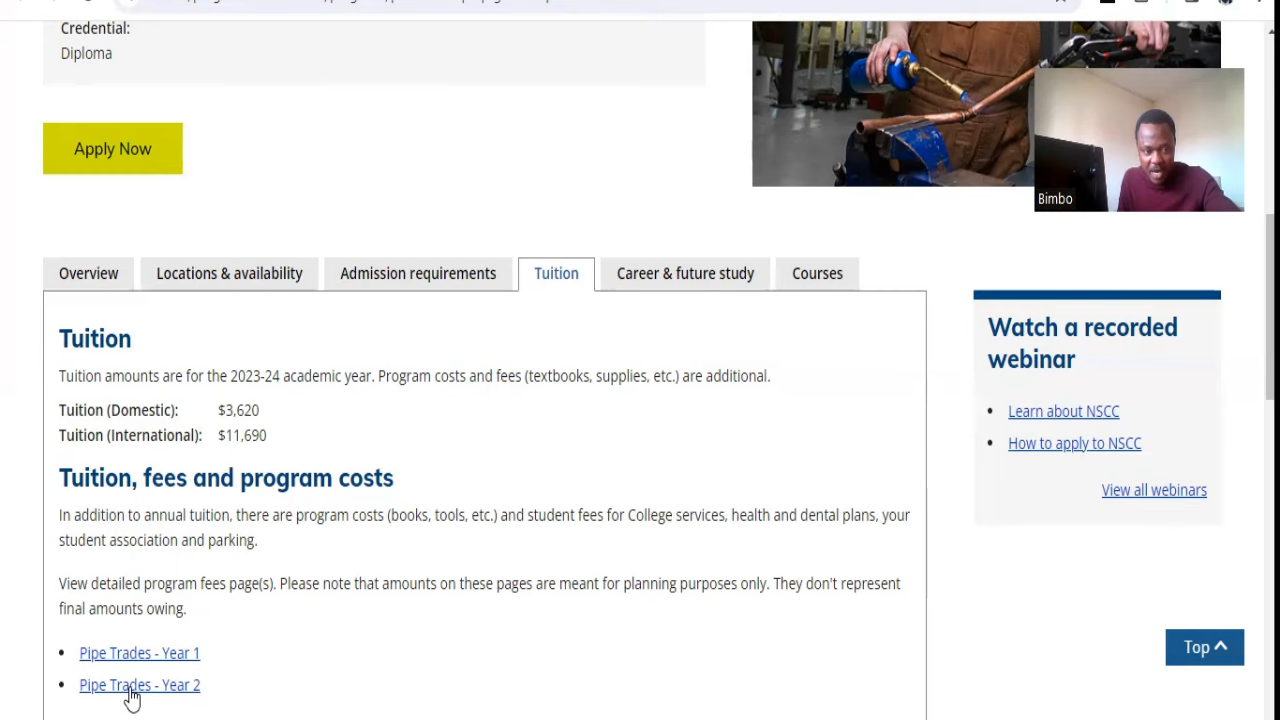 Credential:
Diploma
Apply Now
Bimbo
Overview
Locations & availability
Admission requirements
Tuition
Career & future study
Courses
Tuition
Tuition amounts are for the 2023-24 academic year. Program costs and fees (textbooks, supplies, etc.) are additional.
Tuition (Domestic): $3,620
Tuition (International): $11,690
Tuition, fees and program costs
In addition to annual tuition, there are program costs (books, tools, etc.) and student fees for College services, health and dental plans, your
student association and parking.
View detailed program fees page(s). Please note that amounts on these pages are meant for planning purposes only. They don't represent
final amounts owing.
• Pipe Trades - Year 1
• Pipe Trades - Year 2
Watch a recorded
webinar
• Learn about NSCC
• How to apply to NSCC
View all webinars
Top